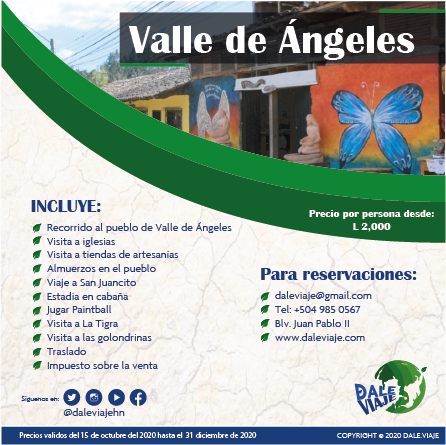 Valle de Ángeles
Precio por persona desde:
L 2,000
INCLUYE:
Recorrido al pueblo de Valle de Ángeles
Visita a iglesias
Visita a tiendas de artesanías
Almuerzos en el pueblo
Viaje a San Juancito
Estadia en cabaña
Jugar Paintball
Visita a La Tigra
Visita a las golondrinas
Traslado
Impuesto sobre la venta
Para reservaciones:
daleviaje@gmail.com
Tel: +504 985 0567
Blv. Juan Pablo II
www.daleviaje.com
Síguenos en:
@daleviajehn
DALE
VIAJE
Precios validos del 15 de octubre del 2020 hasta el 31 diciembre de 2020
COPYRIGHT © 2020 DALE.VIAJE